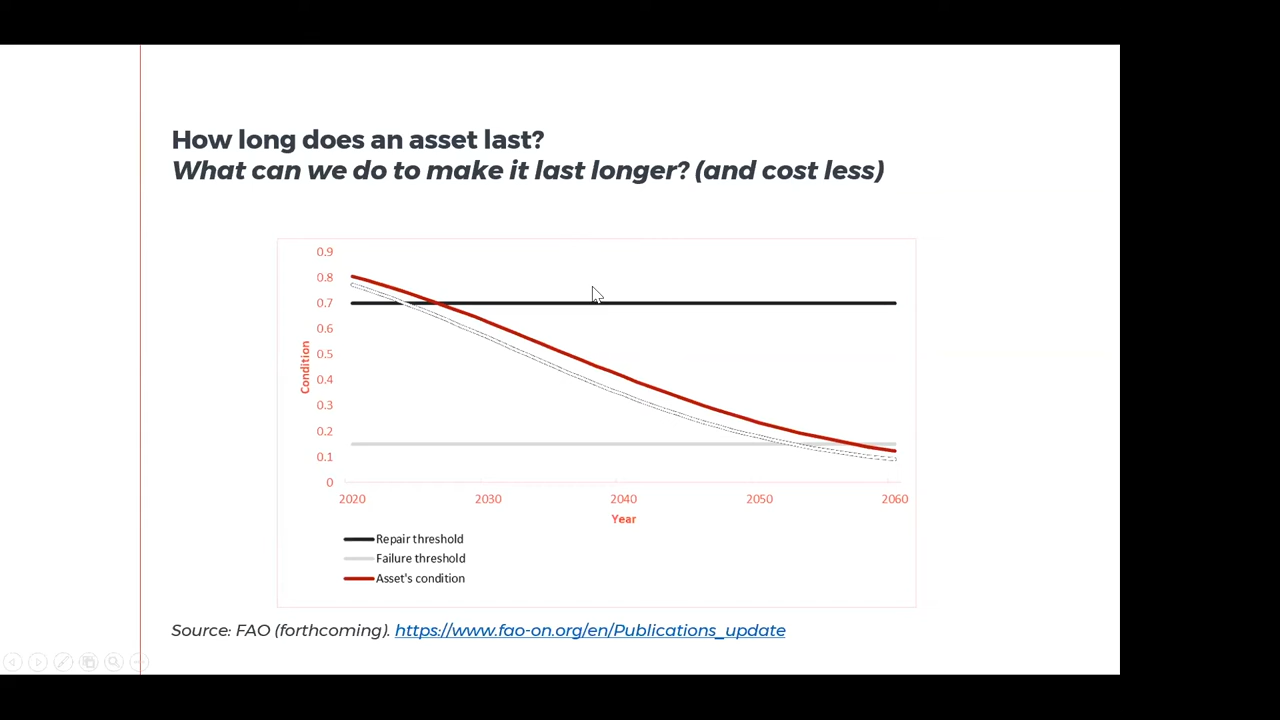 How long does an asset last?
What can we do to make it last longer? (and cost less)
0.9
0.8
0.7
0.6
0.5
0.4
0.3
0.2
0.1
0
Condition
2020 2030 2040 2050 2060
Year
Repair threshold
Failure threshold
Asset's condition
Source: FAO (forthcoming). https://www.fao-on.org/en/Publications_update